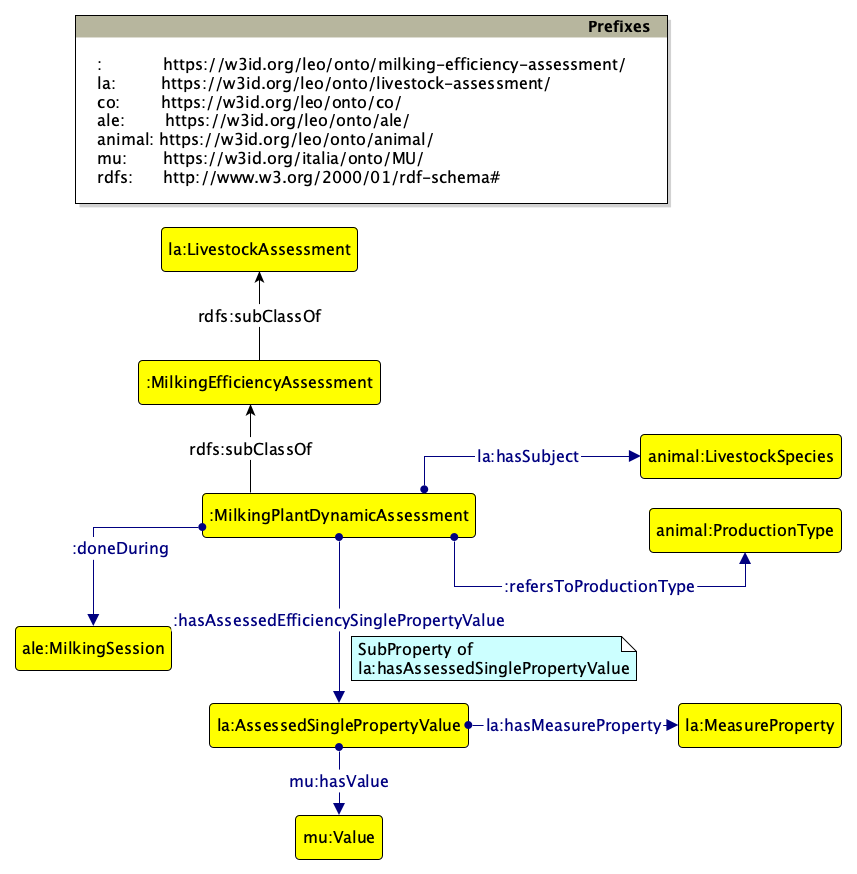 Prefixes
: https://w3id.org/leo/onto/milking-efficiency-assessment/
la: https://w3id.org/leo/onto/livestock-assessment/
co: https://w3id.org/leo/onto/co/
ale: https://w3id.org/leo/onto/ale/
animal: https://w3id.org/leo/onto/animal/
mu: https://w3id.org/italia/onto/MU/
rdfs: http://www.w3.org/2000/01/rdf-schema#
la:LivestockAssessment
rdfs:subClassOf
:MilkingEfficiencyAssessment
rdfs:subClassOf
la:hasSubject
animal:LivestockSpecies
:MilkingPlantDynamicAssessment
animal:ProductionType
:doneDuring
:refersToProductionType
:hasAssessedEfficiencySinglePropertyValue
ale:MilkingSession
SubProperty of
la:hasAssessedSinglePropertyValue
la:AssessedSinglePropertyValue
la:hasMeasureProperty
la:MeasureProperty
mu:hasValue
mu:Value